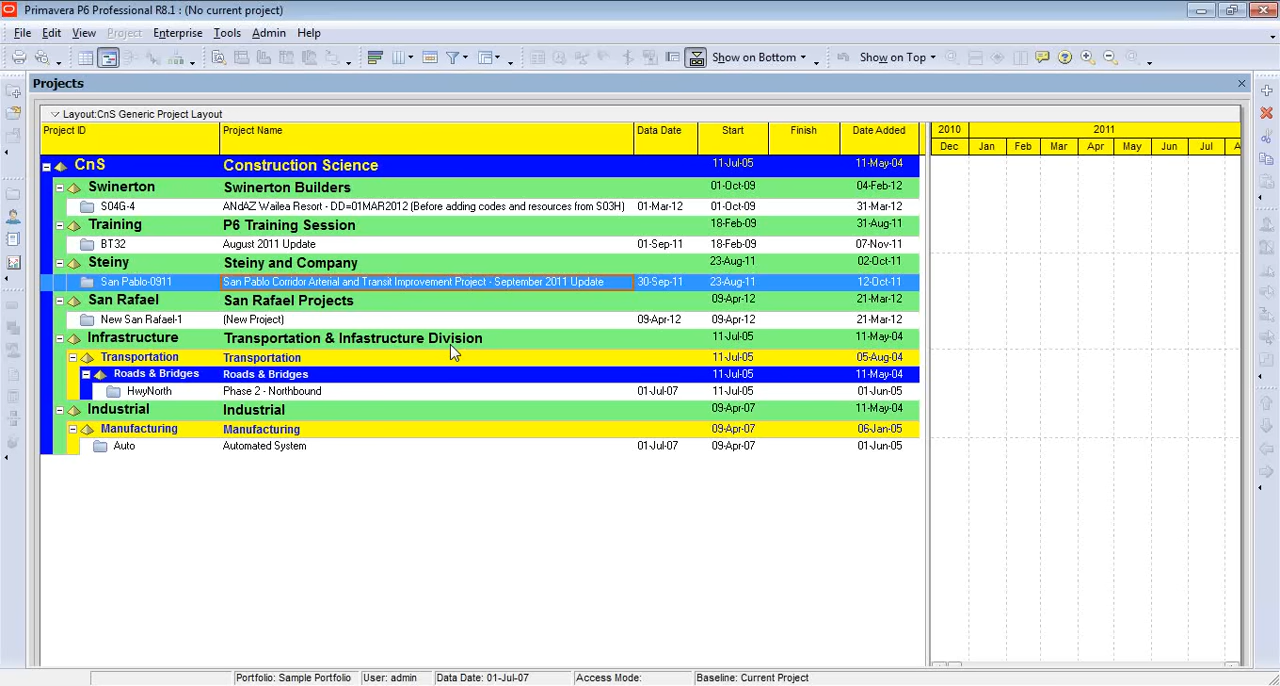 Primavera P6 Professional R8.1 : (No current project)
File Edit View Project Enterprise Tools Admin Help
Show on Bottom Show on Top
Projects
Layout:CnS Generic Project Layout
Project ID Project Name Data Date Start Finish Date Added 2010 2011
Dec Jan Feb Mar Apr May Jun Jul A
CnS Construction Science 11-Jul-05 11-May-04
Swinerton Swinerton Builders 01-Oct-09 04-Feb-12
S04G-4 ANdAZ Wailea Resort - DD=01MAR2012 (Before adding codes and resources from S03H) 01-Mar-12 31-Mar-12
Training P6 Training Session 18-Feb-09 31-Aug-11
BT32 August 2011 Update 01-Sep-11 18-Feb-09 07-Nov-11
Steiny Steiny and Company 23-Aug-11 02-Oct-11
San Pablo-0911 San Pablo Corridor Arterial and Transit Improvement Project - September 2011 Update 30-Sep-11 23-Aug-11 12-Oct-11
San Rafael San Rafael Projects 09-Apr-12 21-Mar-12
New San Rafael-1 (New Project) 09-Apr-12 09-Apr-12 21-Mar-12
Infrastructure Transportation & Infastructure Division 11-Jul-05 11-May-04
Transportation Transportation 11-Jul-05 05-Aug-04
Roads & Bridges Roads & Bridges 11-Jul-05 11-May-04
HwyNorth Phase 2 - Northbound 01-Jul-07 11-Jul-05 01-Jun-05
Industrial Industrial 09-Apr-07 11-May-04
Manufacturing Manufacturing 09-Apr-07 06-Jan-05
Auto Automated System 01-Jul-07 09-Apr-07 01-Jun-05
Portfolio: Sample Portfolio User: admin Data Date: 01-Jul-07 Access Mode: Baseline: Current Project